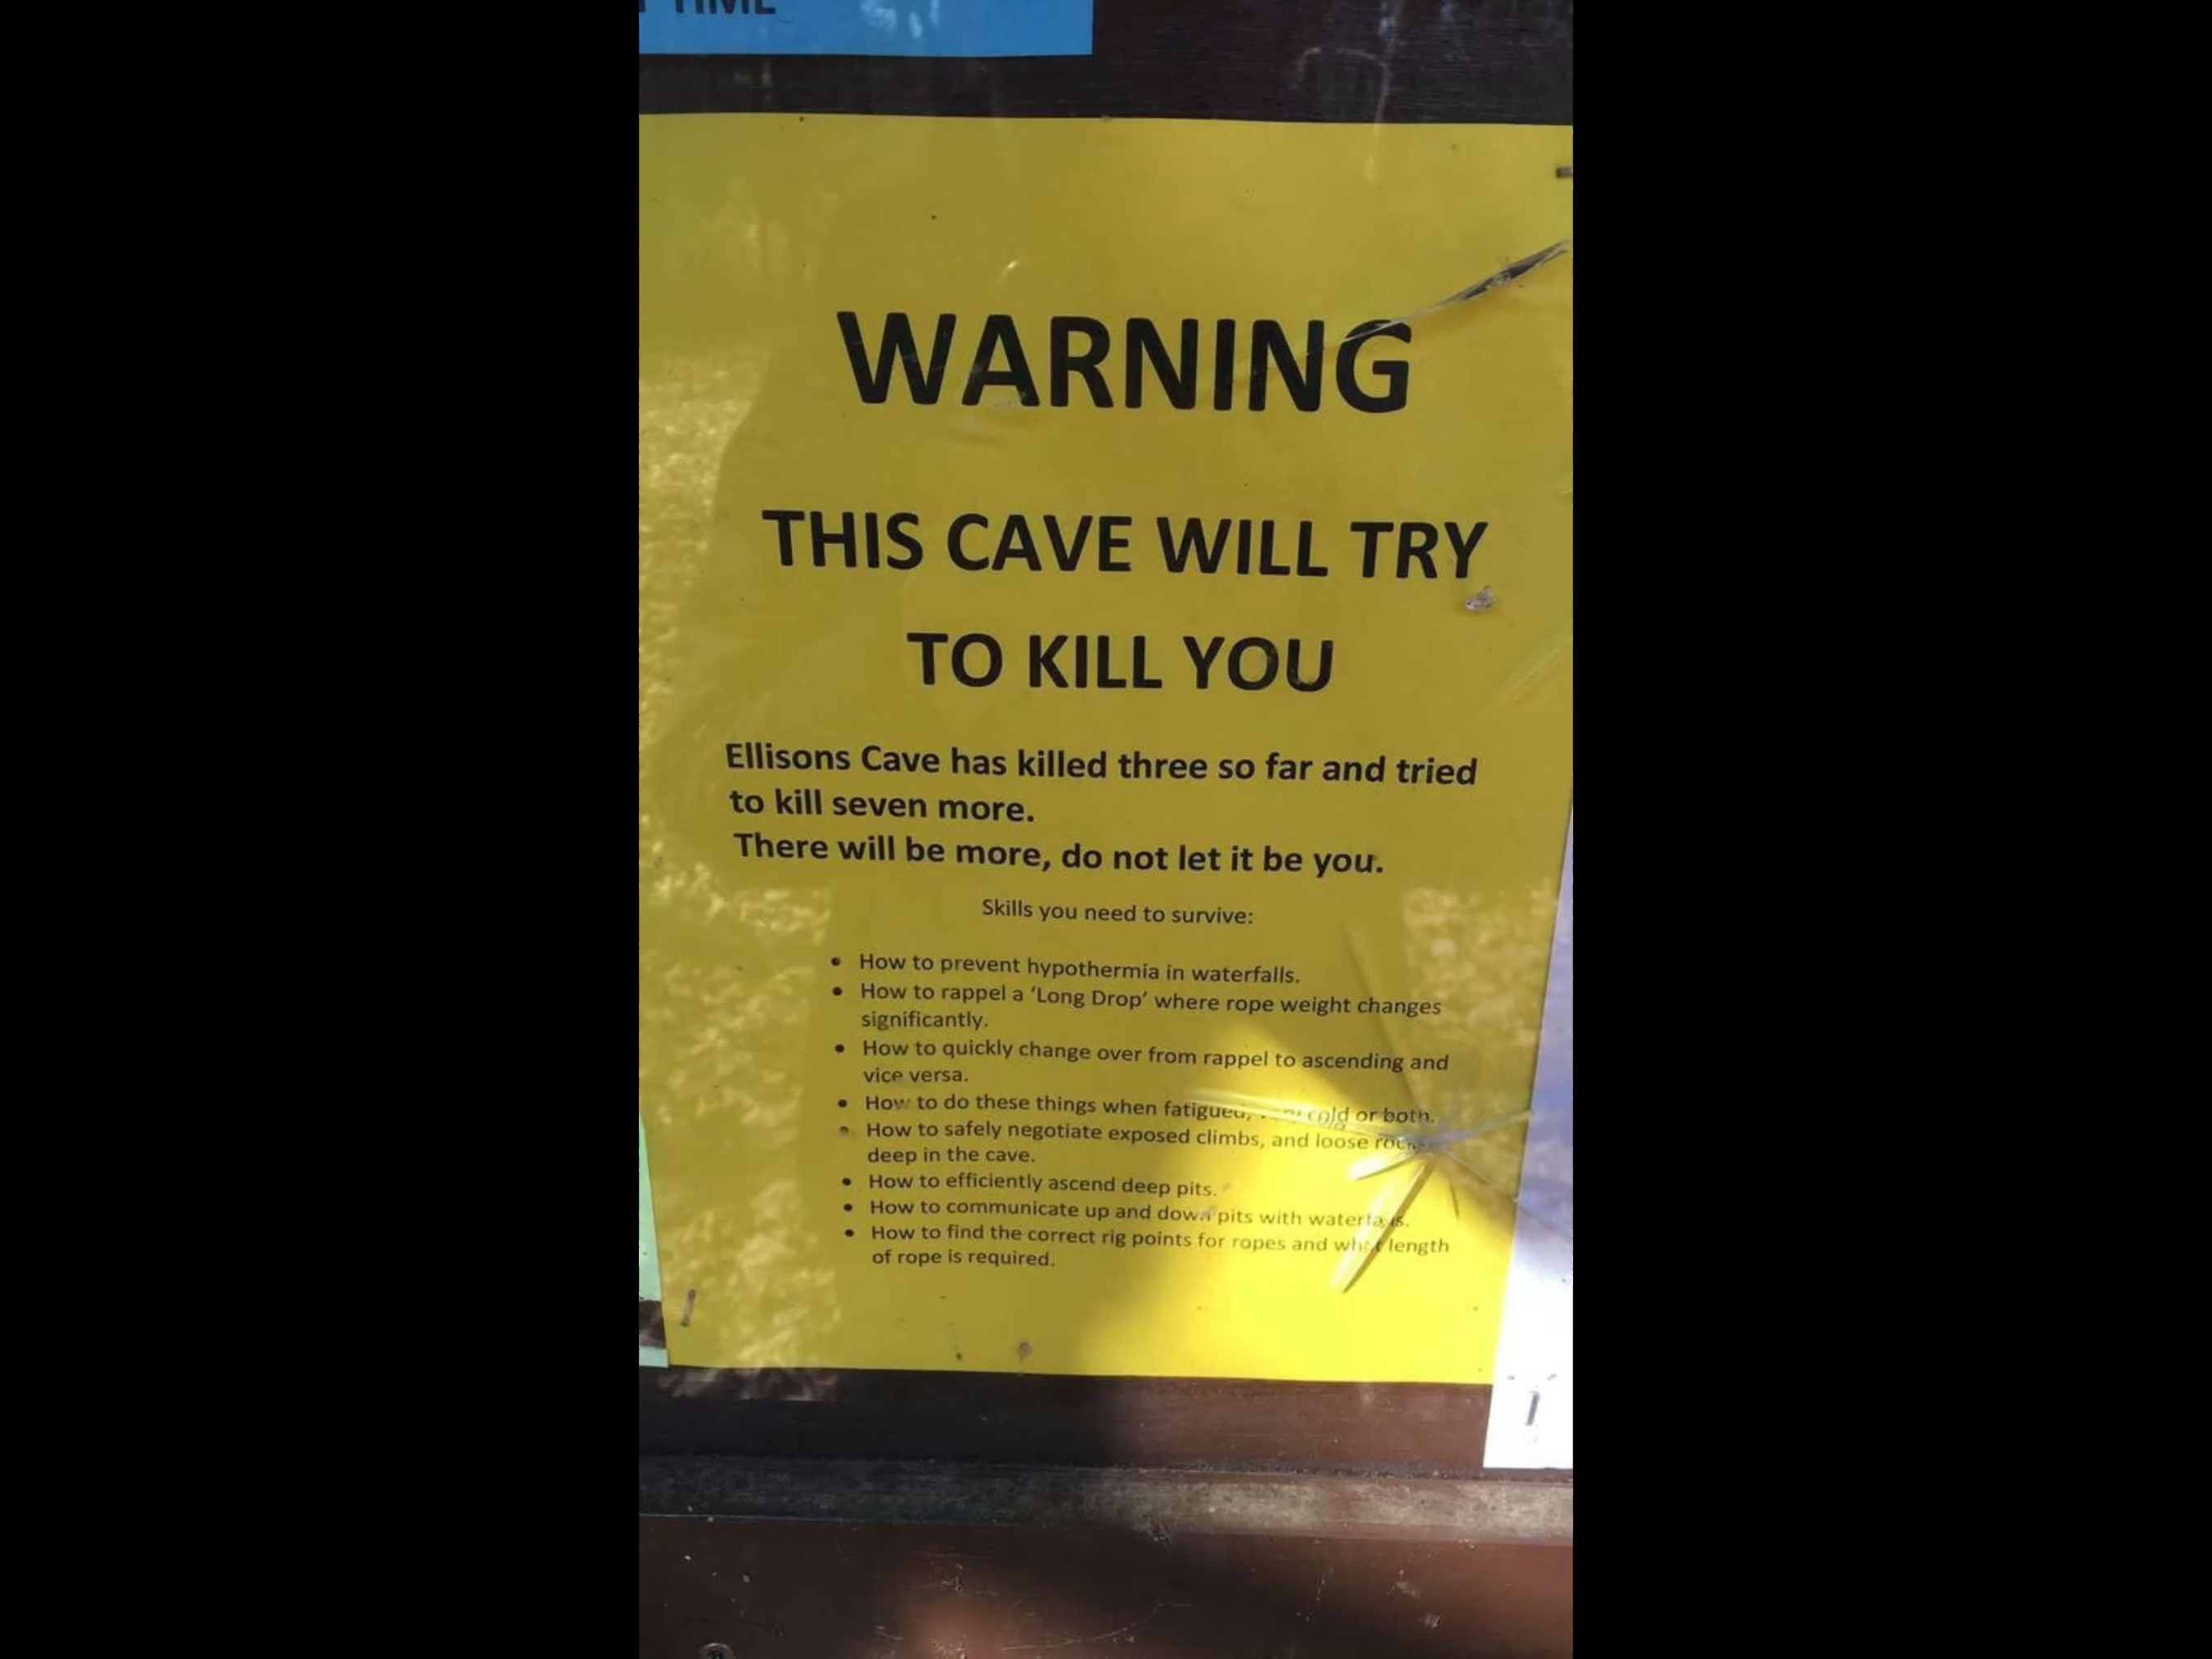 TIME
WARNING
THIS CAVE WILL TRY
TO KILL YOU
Ellisons Cave has killed three so far and tried
to kill seven more.
There will be more, do not let it be you.
Skills you need to survive:
• How to prevent hypothermia in waterfalls.
• How to rappel a ‘Long Drop’ where rope weight changes
significantly.
• How to quickly change over from rappel to ascending and
vice versa.
• How to do these things when fatigued, cold or both.
• How to safely negotiate exposed climbs, and loose
deep in the cave.
• How to efficiently ascend deep pits.
• How to communicate up and down pits with waterfalls.
• How to find the correct rig points for ropes and what length
of rope is required.